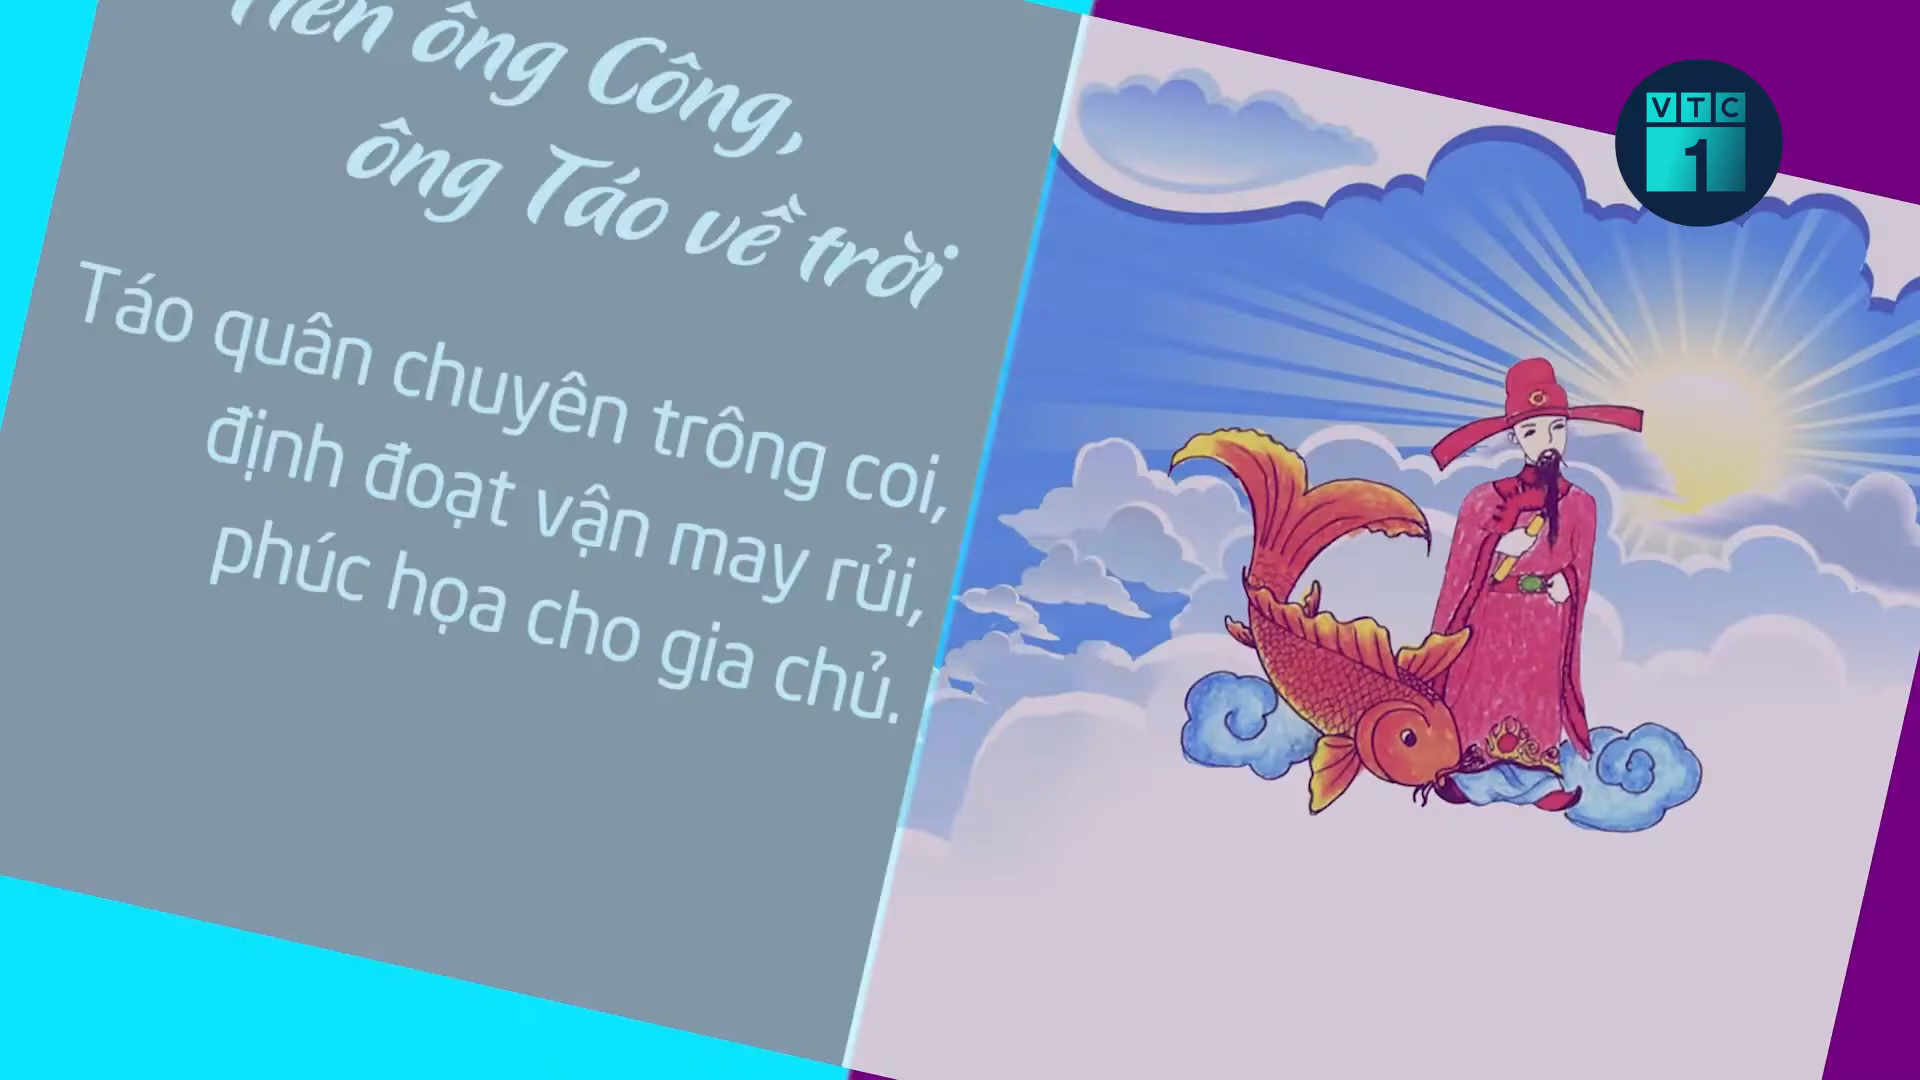 Tiễn ông Công,
ông Táo về trời
Táo quân chuyên trông coi,
định đoạt vận may rủi,
phúc họa cho gia chủ.
VTC
1